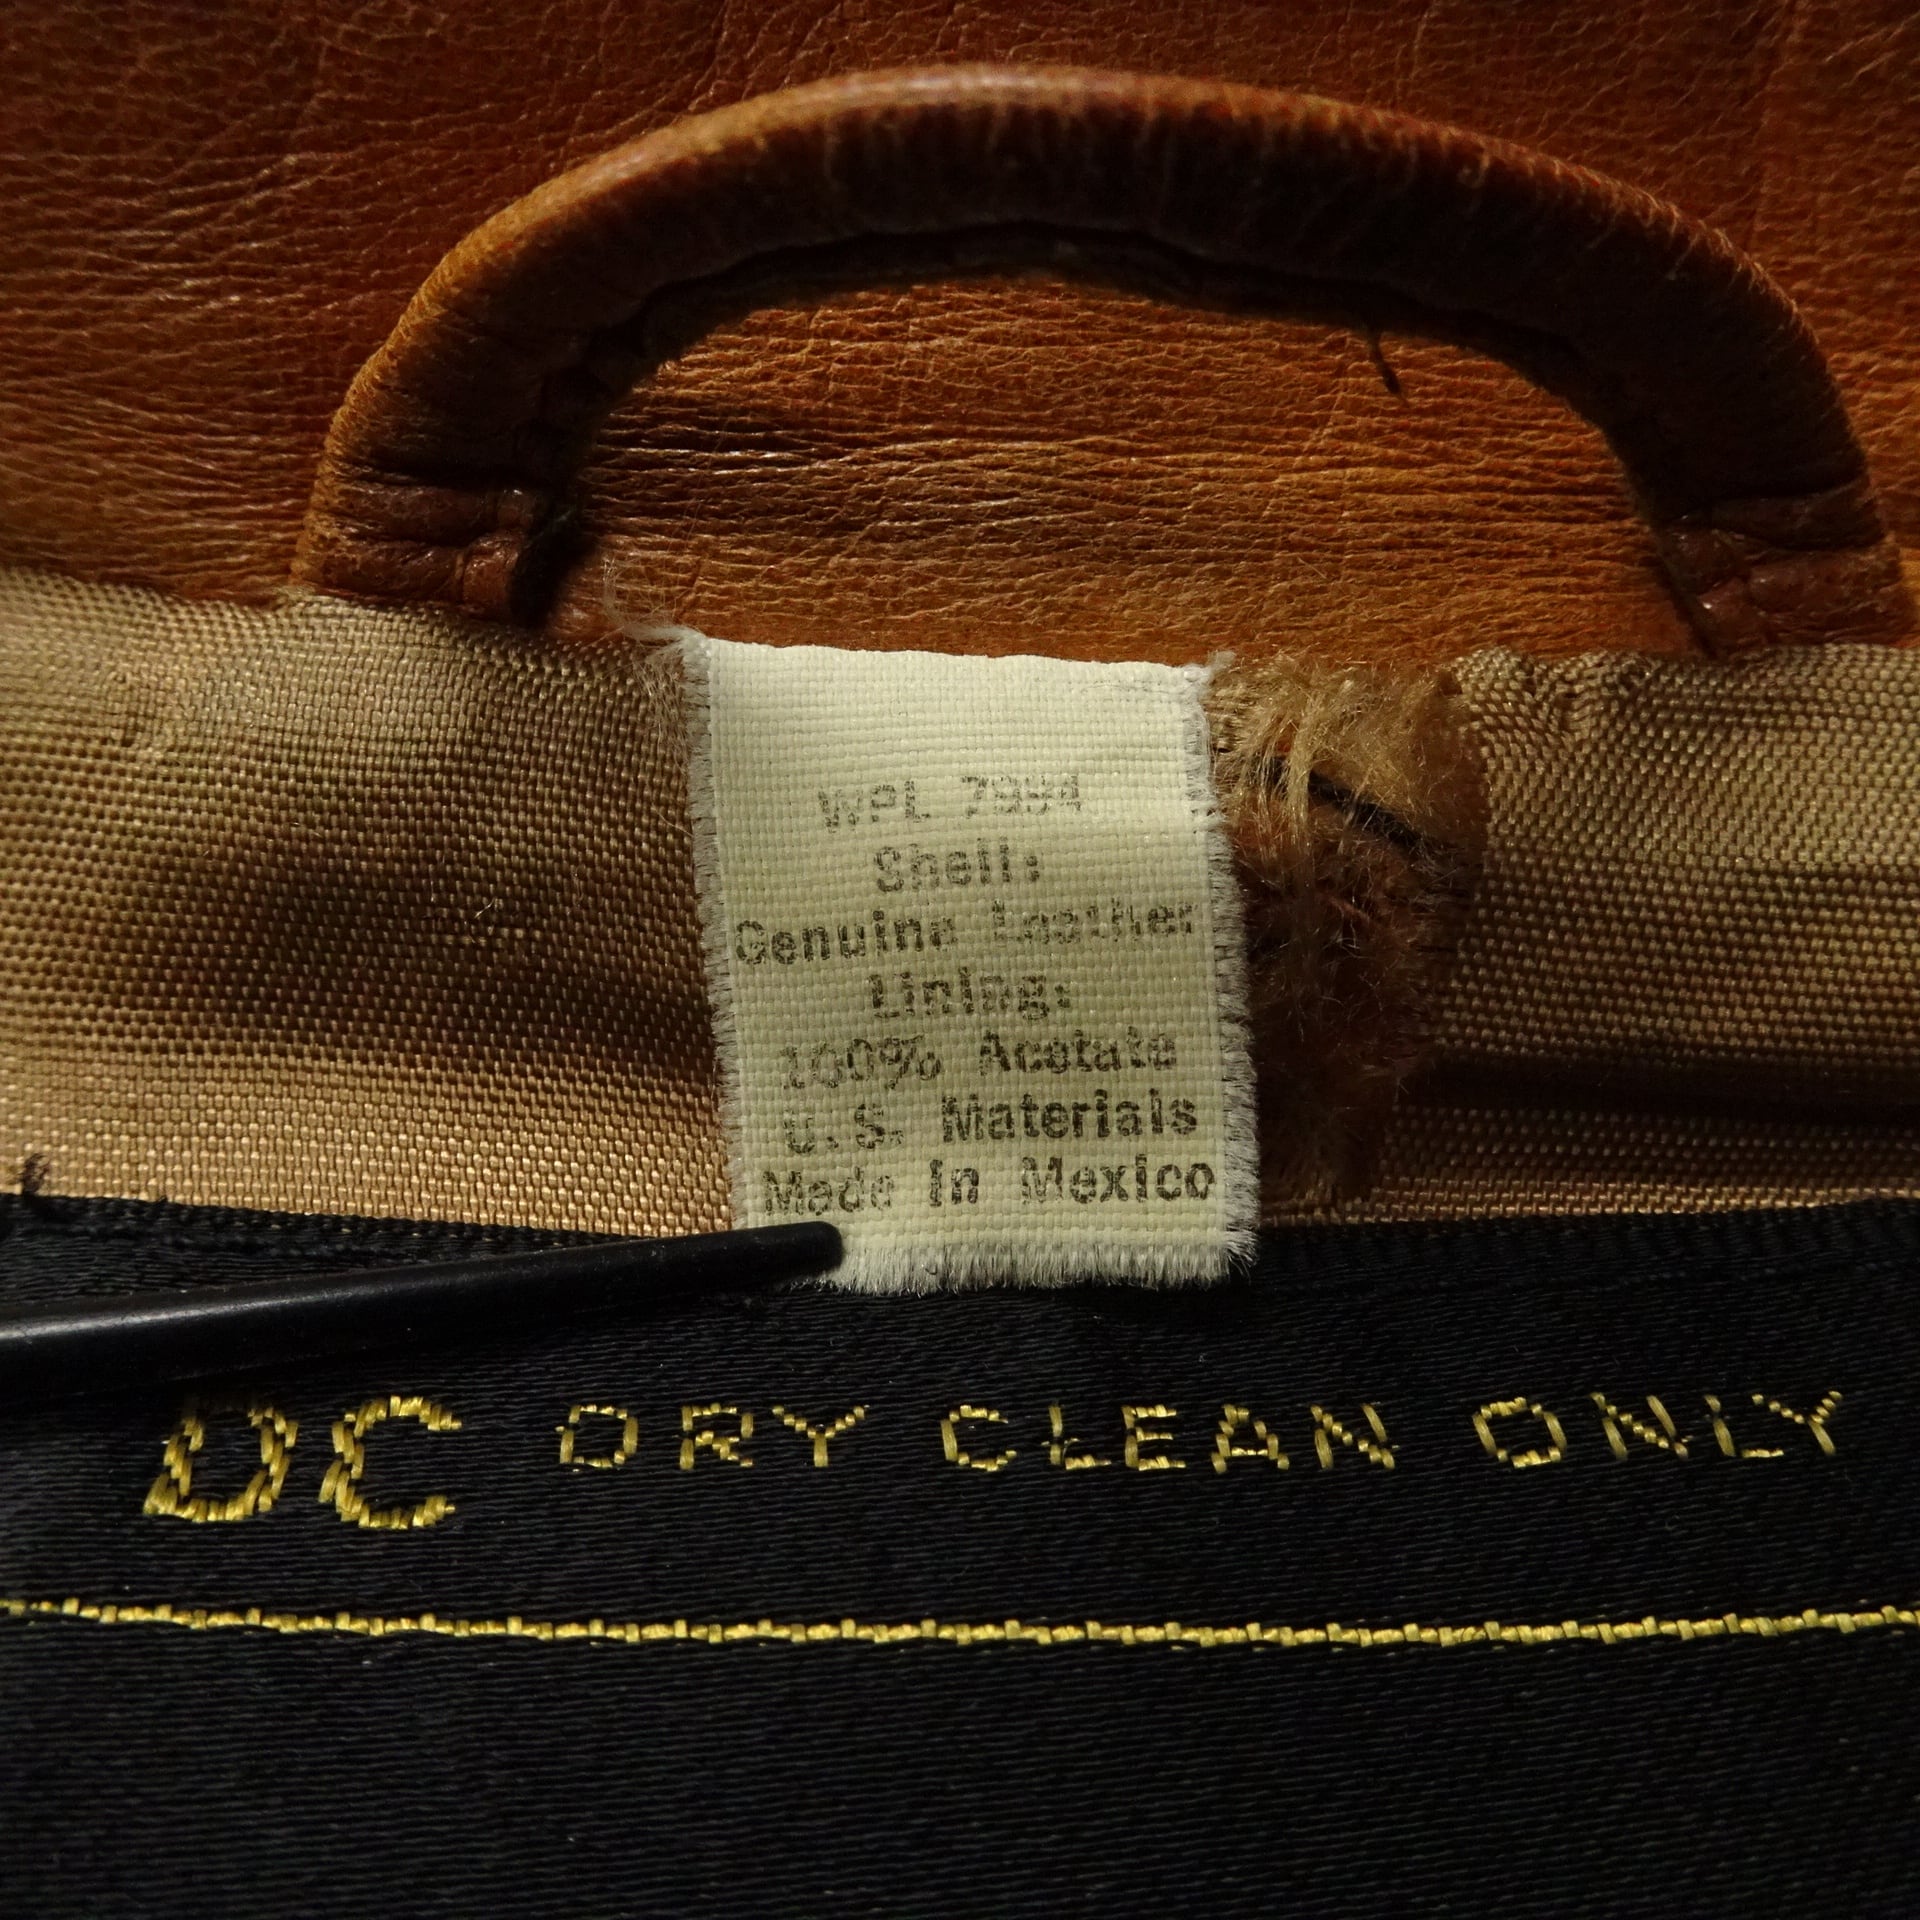 WPL 7994
Shell:
Genuine Leather
Lining:
100% Acetate
U.S. Materials
Made in Mexico
DC DRY CLEAN ONLY